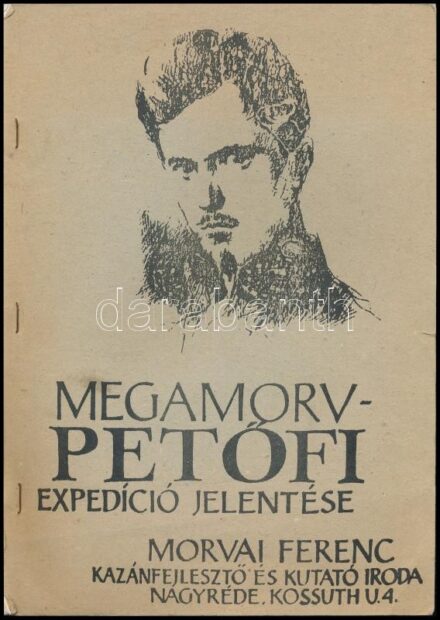 darabanth
MEGAMORV-
PETŐFI
EXPEDÍCIÓ JELENTÉSE
MORVAI FERENC
KAZÁNFEJLESZTŐ ÉS KUTATÓ IRODA
NAGYRÉDE, KOSSUTH U.4.